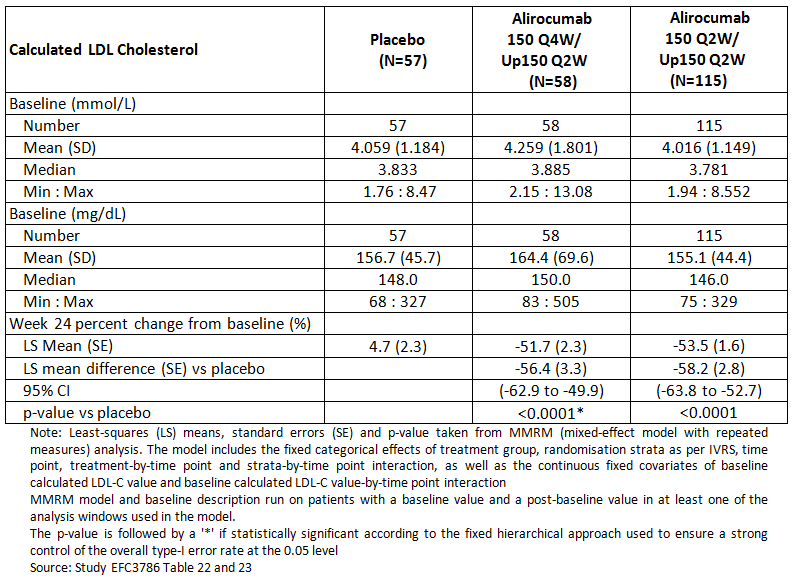 Calculated LDL Cholesterol Placebo (N=57) Alirocumab 150 Q4W/ Up150 Q2W (N=58) Alirocumab 150 Q2W/ Up150 Q2W (N=115)
Baseline (mmol/L)
Number 57 58 115
Mean (SD) 4.059 (1.184) 4.259 (1.801) 4.016 (1.149)
Median 3.833 3.885 3.781
Min : Max 1.76 : 8.47 2.15 : 13.08 1.94 : 8.552
Baseline (mg/dL)
Number 57 58 115
Mean (SD) 156.7 (45.7) 164.4 (69.6) 155.1 (44.4)
Median 148.0 150.0 146.0
Min : Max 68 : 327 83 : 505 75 : 329
Week 24 percent change from baseline (%)
LS Mean (SE) 4.7 (2.3) -51.7 (2.3) -53.5 (1.6)
LS mean difference (SE) vs placebo -56.4 (3.3) -58.2 (2.8)
95% CI (-62.9 to -49.9) (-63.8 to -52.7)
p-value vs placebo <0.0001* <0.0001
Note: Least-squares (LS) means, standard errors (SE) and p-value taken from MMRM (mixed-effect model with repeated
measures) analysis. The model includes the fixed categorical effects of treatment group, randomisation strata as per IVRS, time
point, treatment-by-time point and strata-by-time point interaction, as well as the continuous fixed covariates of baseline
calculated LDL-C value and baseline calculated LDL-C value-by-time point interaction
MMRM model and baseline description run on patients with a baseline value and a post-baseline value in at least one of the
analysis windows used in the model.
The p-value is followed by a '*' if statistically significant according to the fixed hierarchical approach used to ensure a strong
control of the overall type-I error rate at the 0.05 level
Source: Study EFC3786 Table 22 and 23